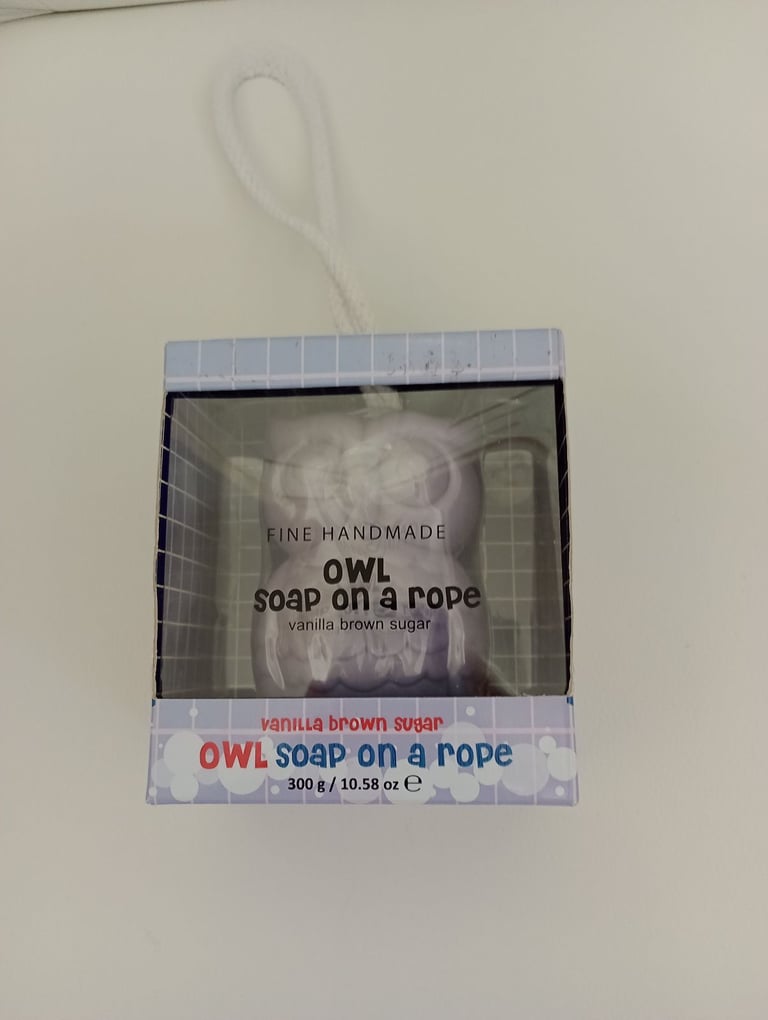 FINE HANDMADE
OWL
soap on a rope
vanilla brown sugar
vanilla brown sugar
OWL soap on a rope
300 g / 10.58 oz ℮